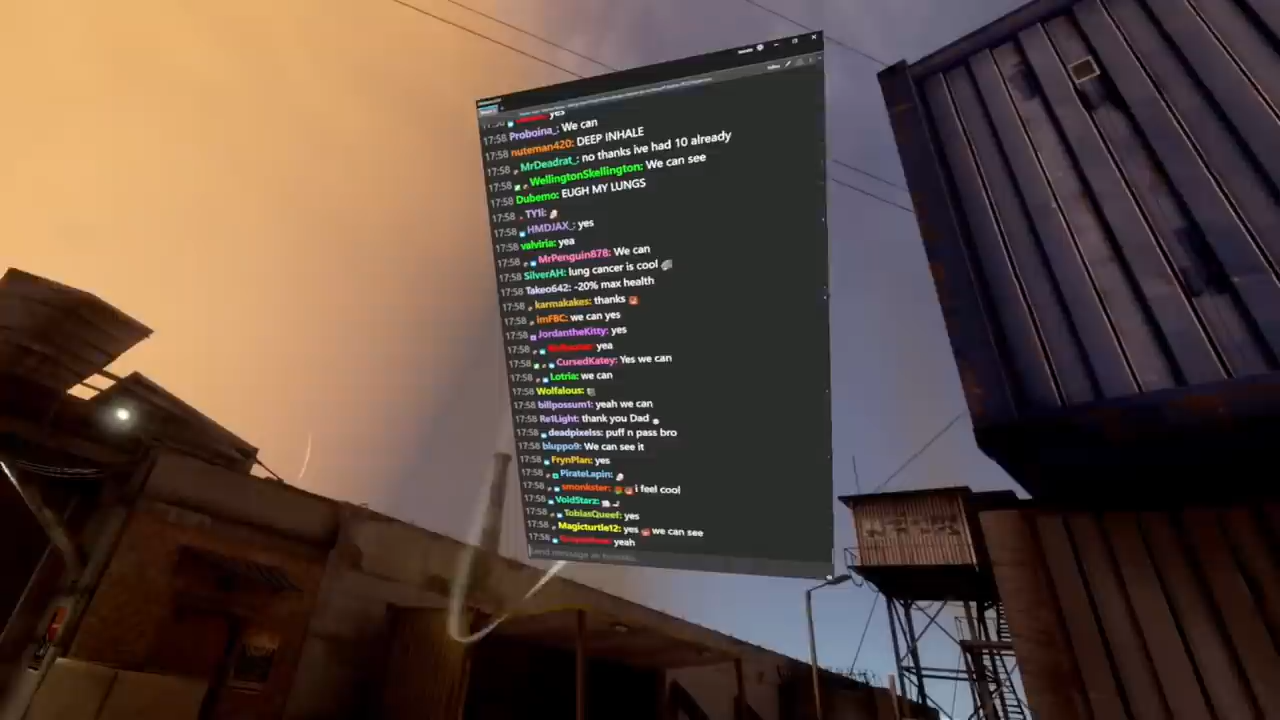 yes
17:58 Proboina_: We can
17:58 nuteman420: DEEP INHALE
17:58 MrDeadrat_: no thanks ive had 10 already
17:58 WellingtonSkellington: We can see
17:58 Dubemo: EUGH MY LUNGS
17:58 TY1i:
17:58 HMDJAX_: yes
17:58 valviria: yea
17:58 MrPenguin878: We can
17:58 SilverAH: lung cancer is cool
17:58 Takeo642: -20% max health
17:58 karmakakes: thanks
17:58 imFBC: we can yes
17:58 JordantheKitty: yes
17:58 yea
17:58 CursedKatey: Yes we can
17:58 Lotria: we can
17:58 Wolfalous:
17:58 billpossum1: yeah we can
17:58 Re1Light: thank you Dad
17:58 deadpixelss: puff n pass bro
17:58 bluppo9: We can see it
17:58 FrynPlan: yes
17:58 PirateLapin:
17:58 smonkster: i feel cool
17:58 VoidStarz:
17:58 TobiasQueef: yes
17:58 Magicturtle12: yes we can see
17:58 yeah
Send message as